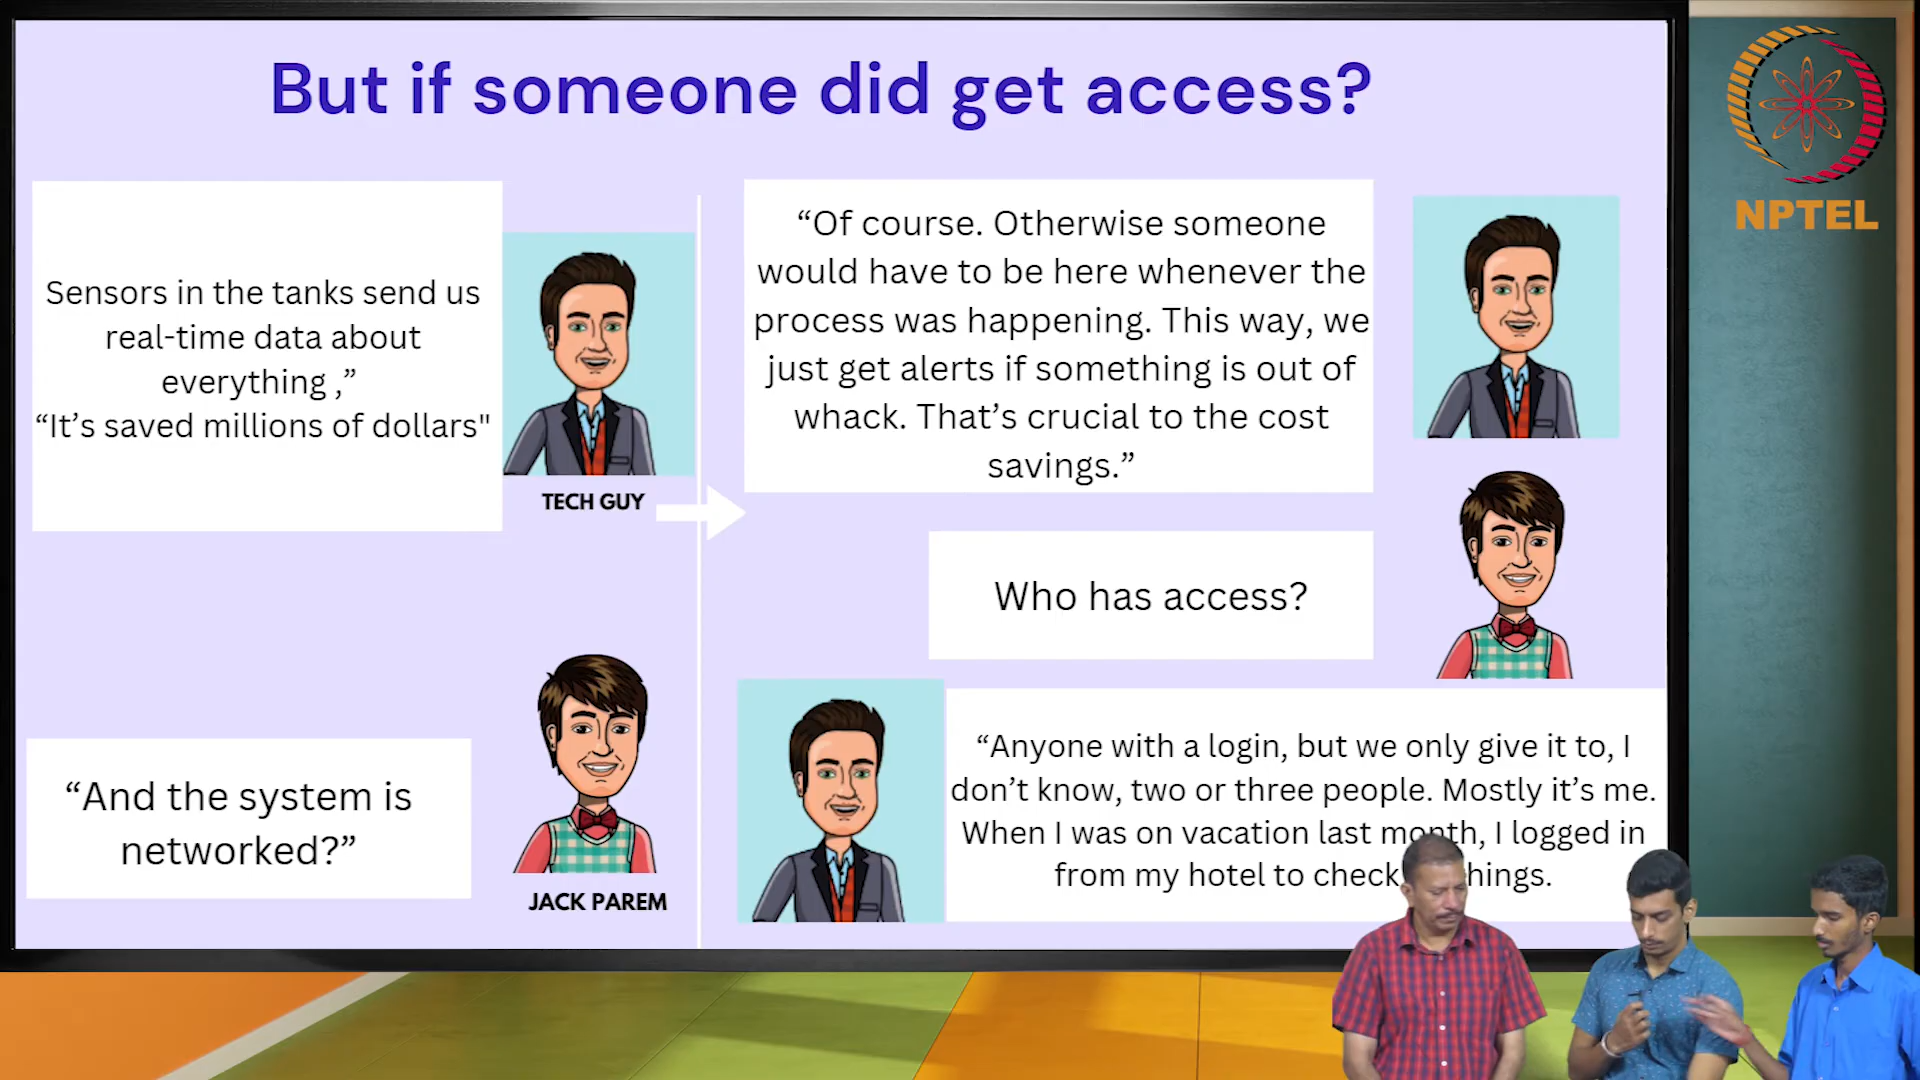 But if someone did get access?
Sensors in the tanks send us
real-time data about
everything ,”
“It’s saved millions of dollars"
TECH GUY
“And the system is
networked?”
JACK PAREM
“Of course. Otherwise someone
would have to be here whenever the
process was happening. This way, we
just get alerts if something is out of
whack. That’s crucial to the cost
savings.”
Who has access?
“Anyone with a login, but we only give it to, I
don’t know, two or three people. Mostly it’s me.
When I was on vacation last month, I logged in
from my hotel to check hings.
NPTEL